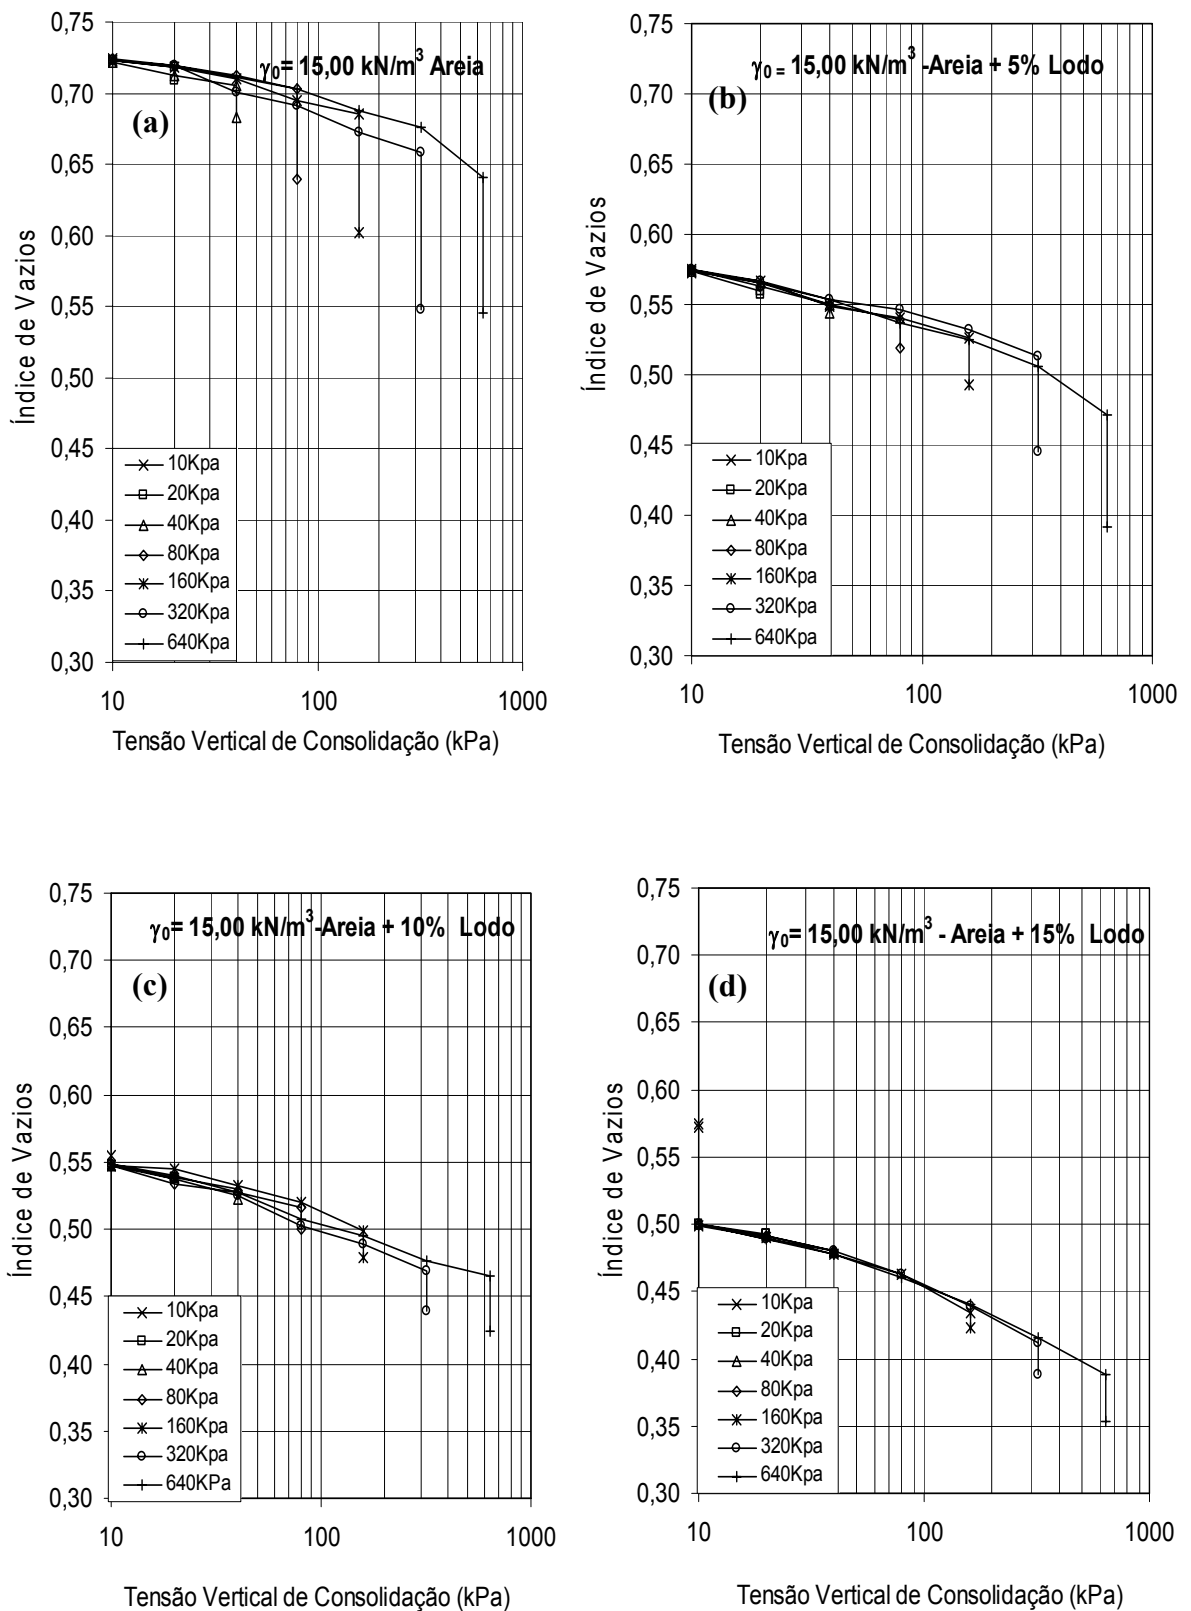 γ0= 15,00 kN/m3 Areia
(a)
0,75
0,70
0,65
0,60
0,55
0,50
0,45
0,40
0,35
0,30
Índice de Vazios
10Kpa
20Kpa
40Kpa
80Kpa
160Kpa
320Kpa
640Kpa
10 100 1000
Tensão Vertical de Consolidação (kPa)
γ0 = 15,00 kN/m3 -Areia + 5% Lodo
(b)
0,75
0,70
0,65
0,60
0,55
0,50
0,45
0,40
0,35
0,30
Índice de Vazios
10Kpa
20Kpa
40Kpa
80Kpa
160Kpa
320Kpa
640Kpa
10 100 1000
Tensão Vertical de Consolidação (kPa)
γ0= 15,00 kN/m3-Areia + 10% Lodo
(c)
0,75
0,70
0,65
0,60
0,55
0,50
0,45
0,40
0,35
0,30
Índice de Vazios
10Kpa
20Kpa
40Kpa
80Kpa
160Kpa
320Kpa
640KPa
10 100 1000
Tensão Vertical de Consolidação (kPa)
γ0= 15,00 kN/m3 - Areia + 15% Lodo
(d)
0,75
0,70
0,65
0,60
0,55
0,50
0,45
0,40
0,35
0,30
Índice de Vazios
10Kpa
20Kpa
40Kpa
80Kpa
160Kpa
320Kpa
640Kpa
10 100 1000
Tensão Vertical de Consolidação (kPa)